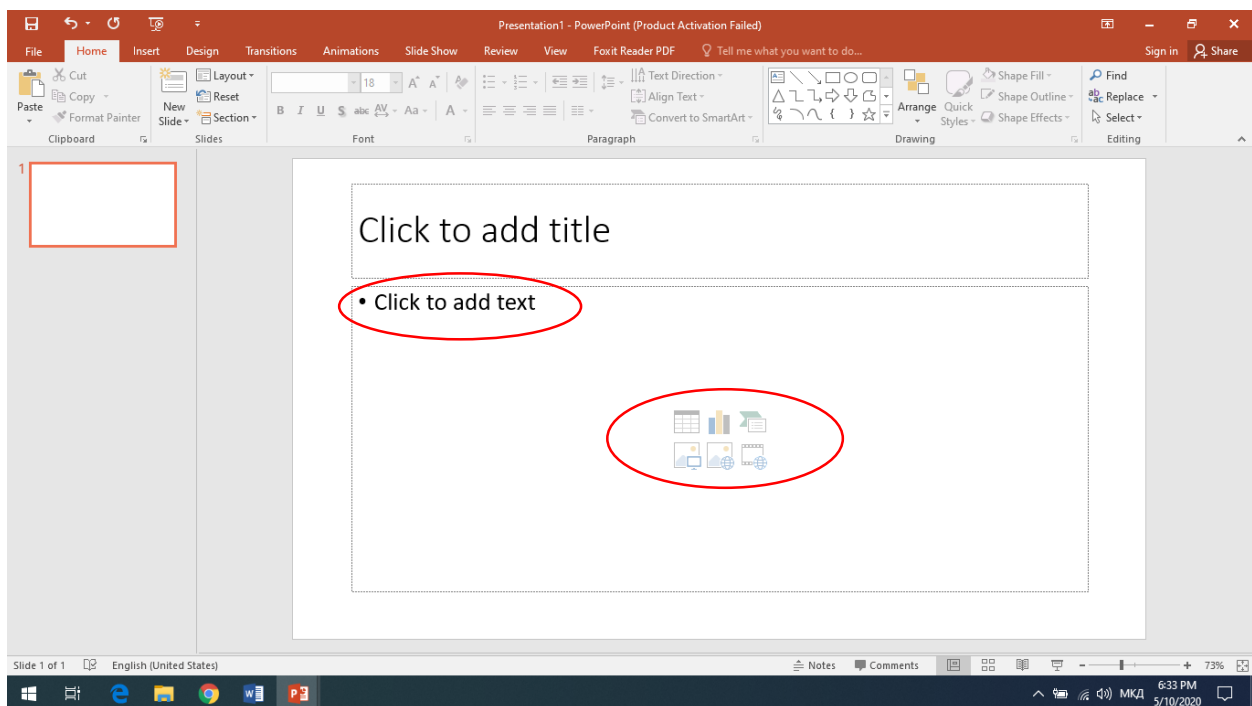 Presentation1 - PowerPoint (Product Activation Failed)
File Home Insert Design Transitions Animations Slide Show Review View Foxit Reader PDF Tell me what you want to do... Sign in Share
Paste
Cut
Copy
Format Painter
Clipboard
New Slide
Layout
Reset
Section
Slides
18
B I U S abc AV Aa A
Font
Text Direction
Align Text
Convert to SmartArt
Paragraph
Arrange
Quick Styles
Shape Fill
Shape Outline
Shape Effects
Drawing
Find
Replace
Select
Editing
1
Click to add title
• Click to add text
Slide 1 of 1 English (United States) Notes Comments 73%
МКД 6:33 PM
5/10/2020